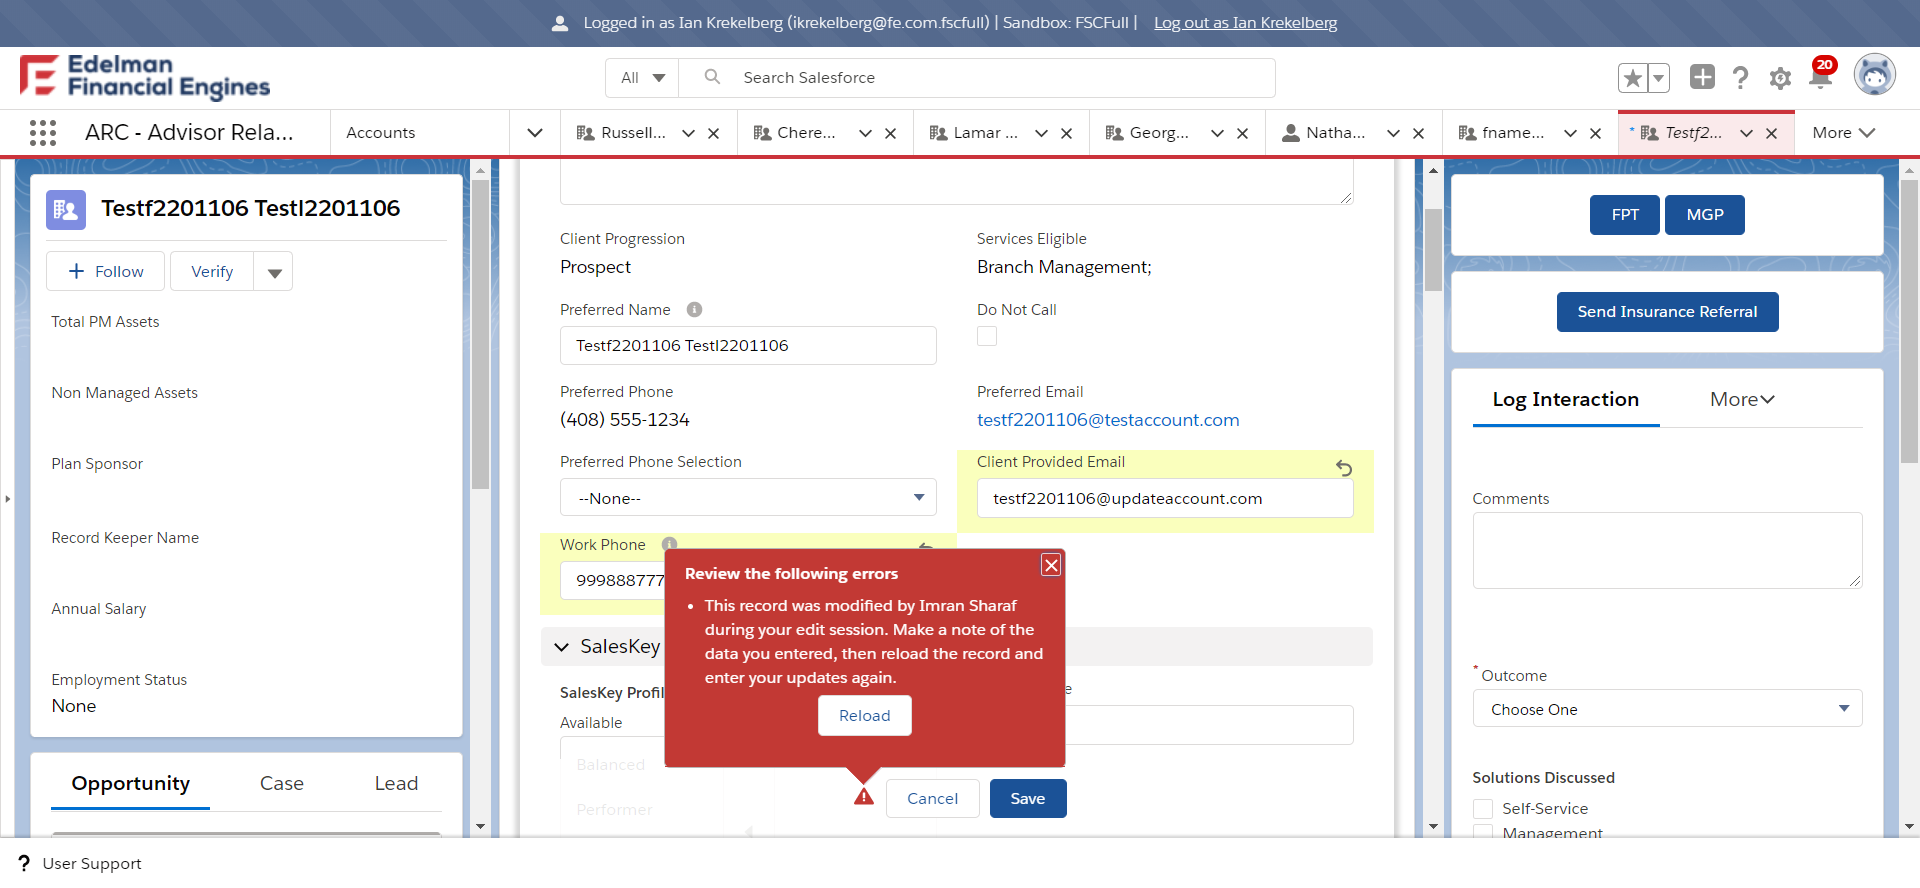 Logged in as Ian Krekelberg (ikrekelberg@fe.com.fscfull) | Sandbox: FSCFull | Log out as Ian Krekelberg
Edelman
Financial Engines
All
Search Salesforce
20
ARC - Advisor Rela...
Accounts
Russell...
Chere...
Lamar ...
Georg...
Natha...
fname...
* Testf2...
More
Testf2201106 Testl2201106
Follow
Verify
Total PM Assets
Non Managed Assets
Plan Sponsor
Record Keeper Name
Annual Salary
Employment Status
None
Opportunity
Case
Lead
Client Progression
Prospect
Services Eligible
Branch Management;
Preferred Name
Testf2201106 Testl2201106
Do Not Call
Preferred Phone
(408) 555-1234
Preferred Email
testf2201106@testaccount.com
Preferred Phone Selection
--None--
Client Provided Email
testf2201106@updateaccount.com
Work Phone
999888777
SalesKey
SalesKey Profil
Available
Balanced
Performer
Review the following errors
• This record was modified by Imran Sharaf
during your edit session. Make a note of the
data you entered, then reload the record and
enter your updates again.
Reload
Cancel
Save
FPT
MGP
Send Insurance Referral
Log Interaction
More
Comments
* Outcome
Choose One
Solutions Discussed
Self-Service
Management
? User Support